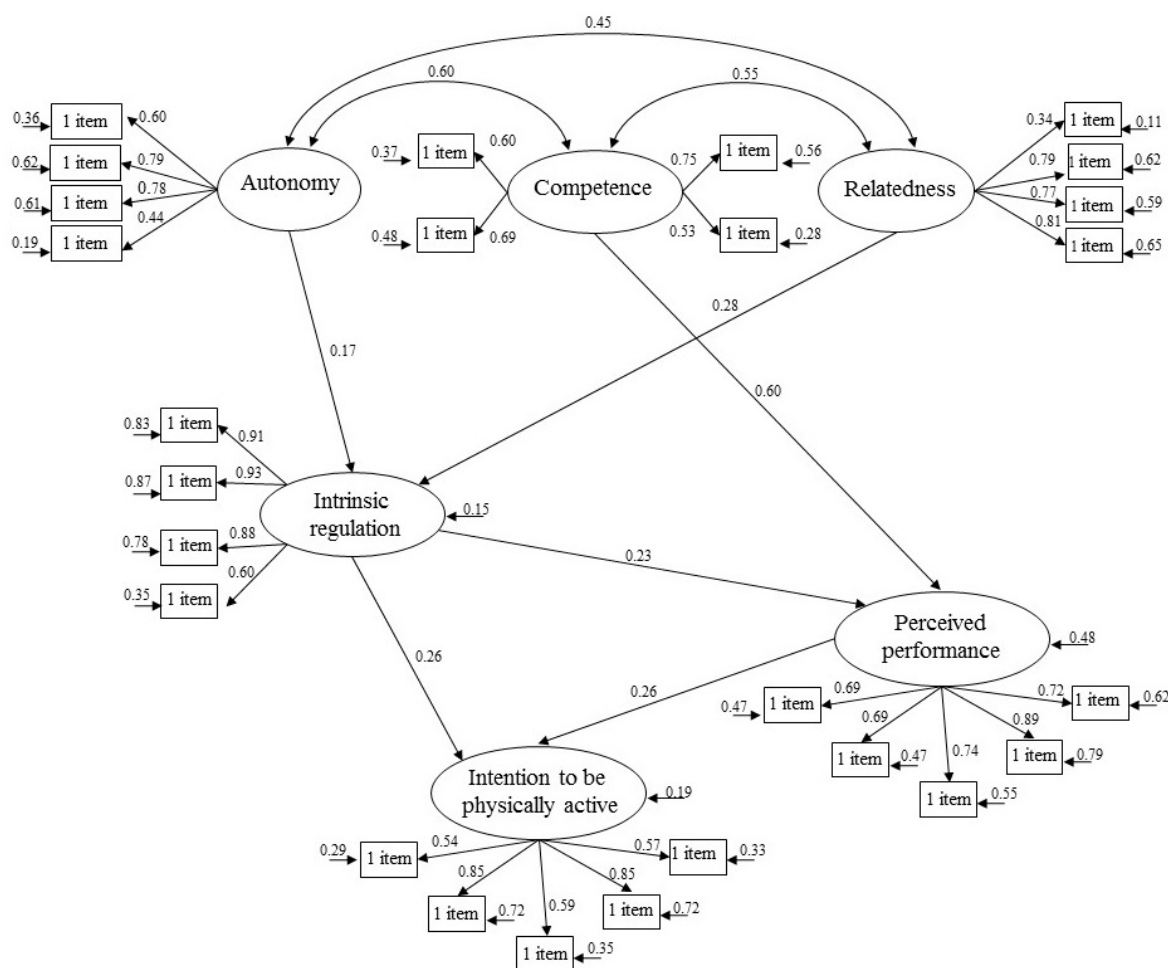 0.45
0.60
0.55
0.36
1 item
0.60
0.62
1 item
0.79
0.61
1 item
0.78
0.19
1 item
0.44
Autonomy
0.37
1 item
0.60
0.48
1 item
0.69
Competence
0.75
1 item
0.56
0.53
1 item
0.28
Relatedness
0.34
1 item
0.11
0.79
1 item
0.62
0.77
1 item
0.59
0.81
1 item
0.65
0.17
0.28
0.60
0.83
1 item
0.91
0.87
1 item
0.93
0.78
1 item
0.88
0.35
1 item
0.60
Intrinsic
regulation
0.15
0.23
0.26
0.26
Perceived
performance
0.48
0.47
1 item
0.69
0.69
1 item
0.47
0.74
1 item
0.55
0.89
1 item
0.79
0.72
1 item
0.62
Intention to be
physically active
0.19
0.29
1 item
0.54
0.85
1 item
0.72
0.59
1 item
0.35
0.85
1 item
0.72
0.57
1 item
0.33